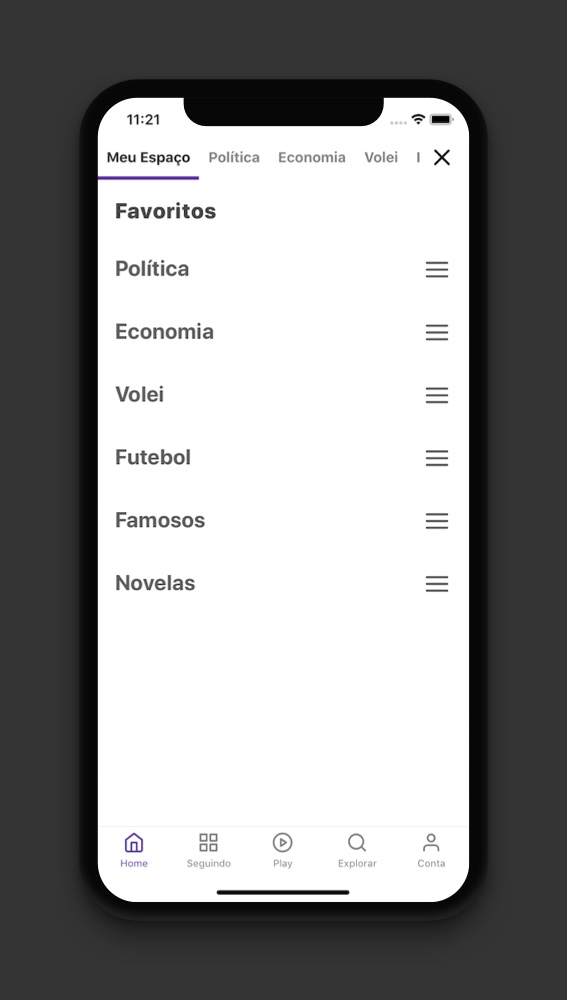 11:21
Meu Espaço Política Economia Volei
Favoritos
Política
Economia
Volei
Futebol
Famosos
Novelas
Home Seguindo Play Explorar Conta